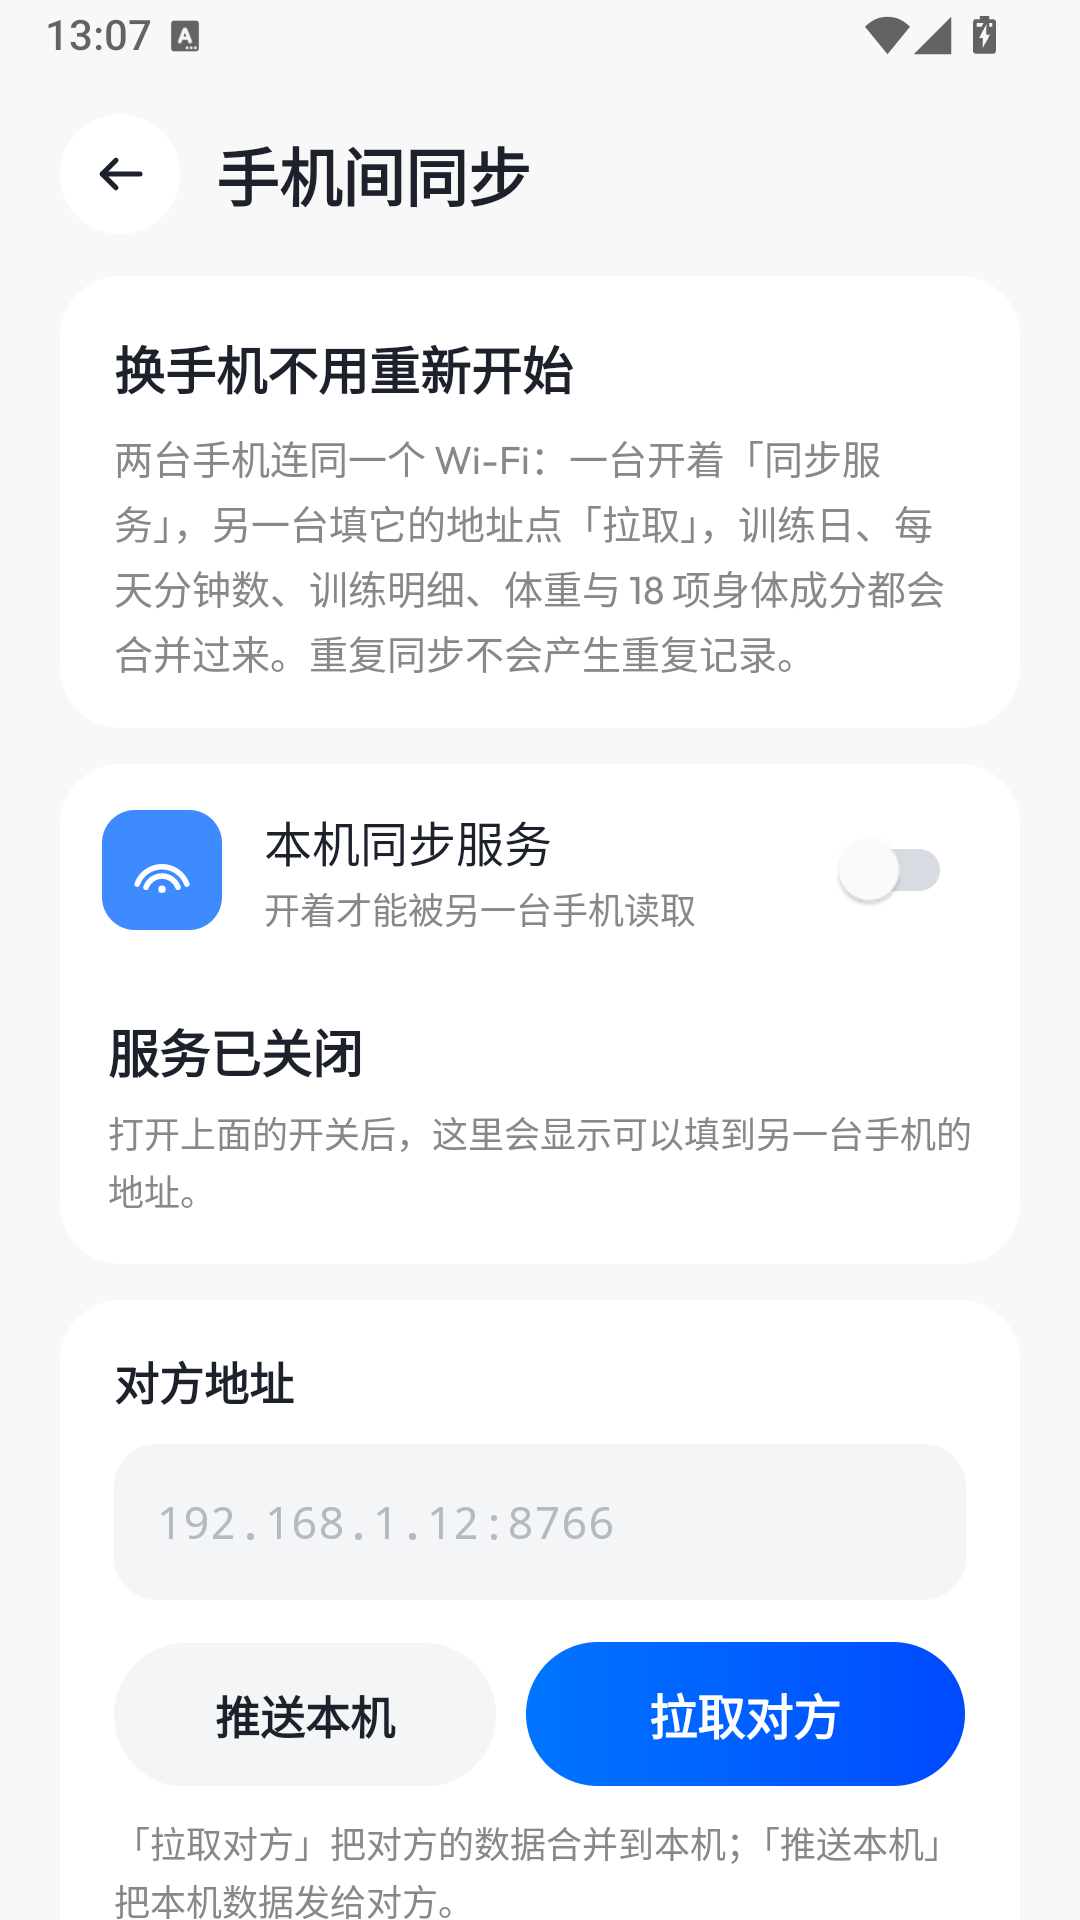 13:07
手机间同步
换手机不用重新开始
两台手机连同一个 Wi-Fi：一台开着「同步服
务」，另一台填它的地址点「拉取」，训练日、每
天分钟数、训练明细、体重与 18 项身体成分都会
合并过来。重复同步不会产生重复记录。
本机同步服务
开着才能被另一台手机读取
服务已关闭
打开上面的开关后，这里会显示可以填到另一台手机的
地址。
对方地址
192.168.1.12:8766
推送本机
拉取对方
「拉取对方」把对方的数据合并到本机；「推送本机」
把本机数据发给对方。